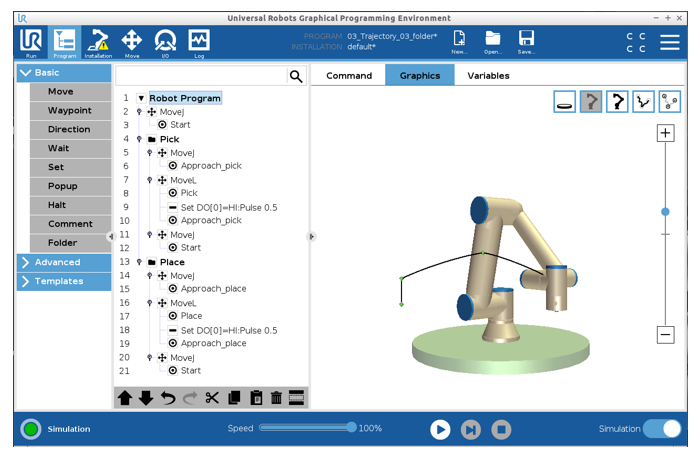 Universal Robots Graphical Programming Environment
UR
Run
Program
Installation
Move
I/O
Log
PROGRAM 03_Trajectory_03_folder*
INSTALLATION default*
New...
Open...
Save...
C C
C C
Basic
Move
Waypoint
Direction
Wait
Set
Popup
Halt
Comment
Folder
Advanced
Templates
1 Robot Program
2 MoveJ
3 Start
4 Pick
5 MoveJ
6 Approach_pick
7 MoveL
8 Pick
9 Set DO[0]=HI:Pulse 0.5
10 Approach_pick
11 MoveJ
12 Start
13 Place
14 MoveJ
15 Approach_place
16 MoveL
17 Place
18 Set DO[0]=HI:Pulse 0.5
19 Approach_place
20 MoveJ
21 Start
Command
Graphics
Variables
Simulation
Speed
100%
Simulation